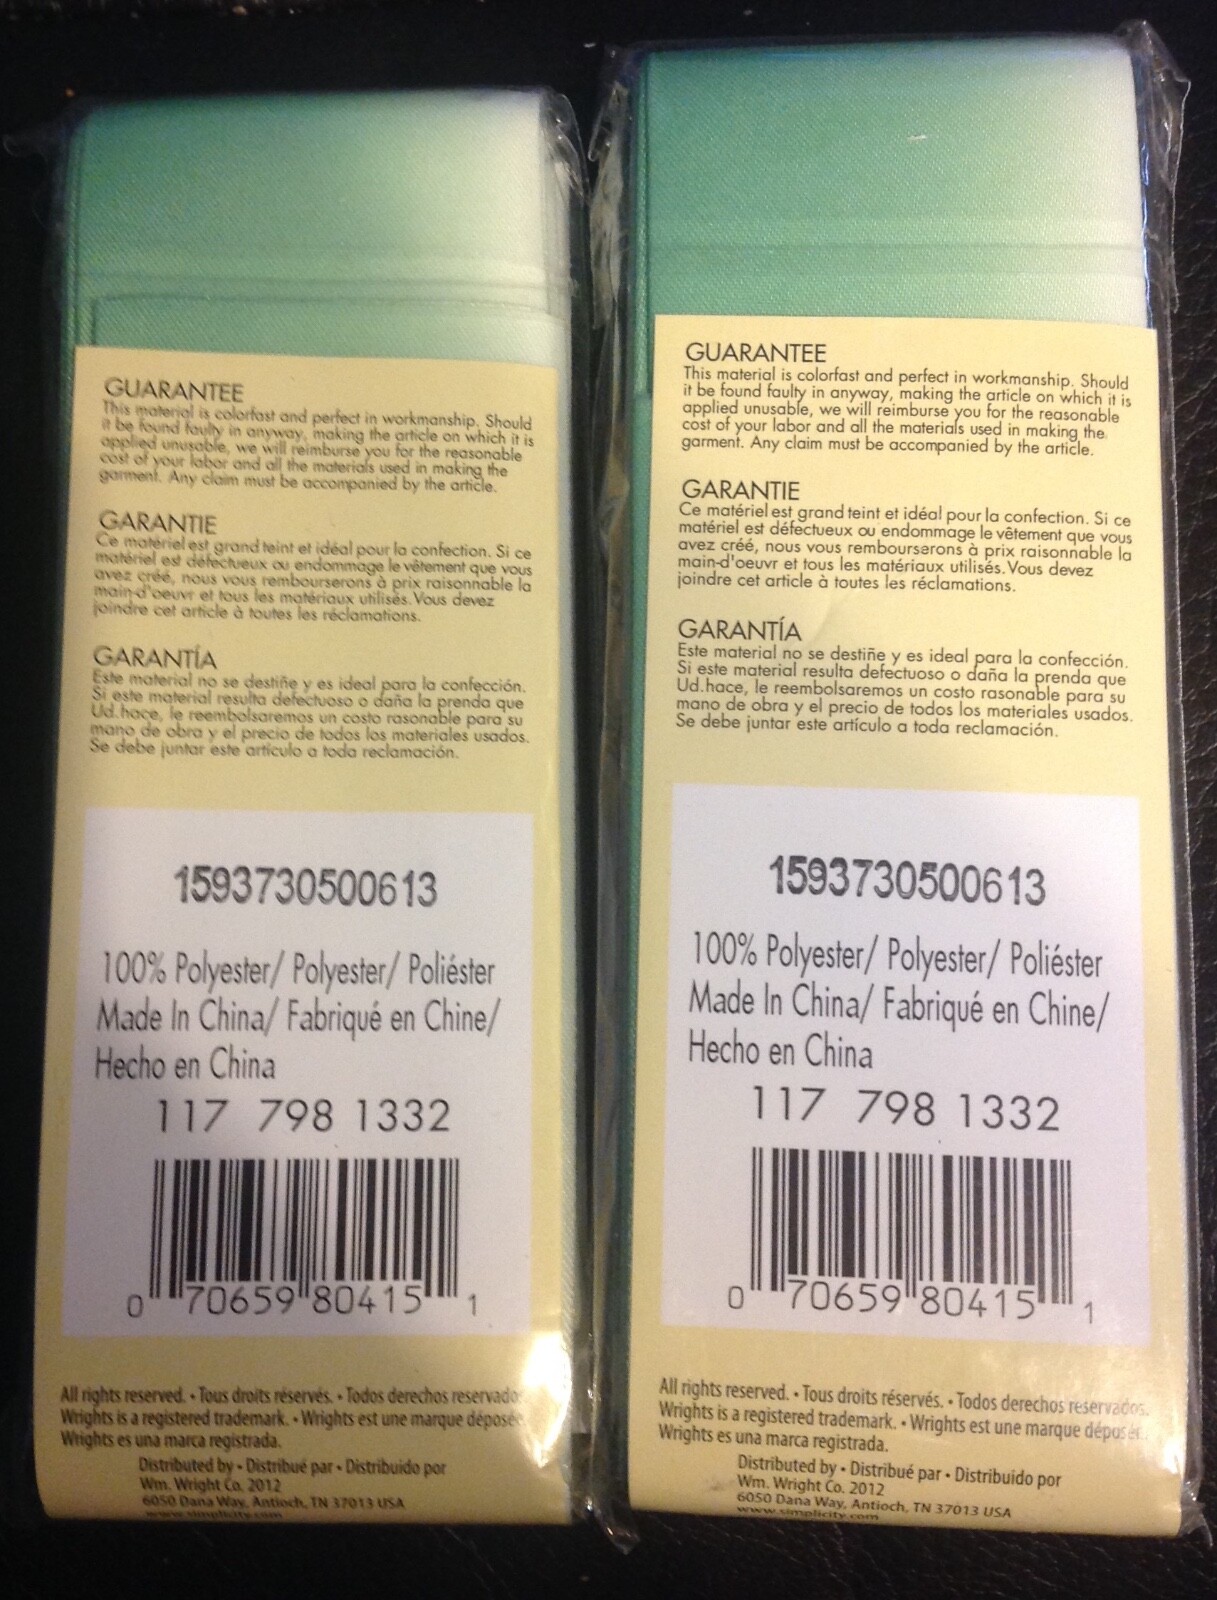 GUARANTEE
This material is colorfast and perfect in workmanship. Should
it be found faulty in anyway, making the article on which it is
applied unusable, we will reimburse you for the reasonable
cost of your labor and all the materials used in making the
garment. Any claim must be accompanied by the article.
GARANTIE
Ce matériel est grand teint et idéal pour la confection. Si ce
matériel est défectueux ou endommage le vêtement que vous
avez créé, nous vous rembourserons à prix raisonnable la
main-d'oeuvr et tous les matériaux utilisés. Vous devez
joindre cet article à toutes les réclamations.
GARANTÍA
Este material no se destiñe y es ideal para la confección.
Si este material resulta defectuoso o daña la prenda que
Ud. hace, le reembolsaremos un costo rasonable para su
mano de obra y el precio de todos los materiales usados.
Se debe juntar este artículo a toda reclamación.
1593730500613
100% Polyester/ Polyester/ Poliéster
Made In China/ Fabriqué en Chine/
Hecho en China
117 798 1332
0 70659 80415 1
All rights reserved. • Tous droits réservés. • Todos derechos reservado
Wrights is a registered trademark. • Wrights est une marque déposée
Wrights es una marca registrada.
Distributed by • Distribué par • Distribuido por
Wm. Wright Co. 2012
6050 Dana Way, Antioch, TN 37013 USA
www.simplicity.com
GUARANTEE
This material is colorfast and perfect in workmanship. Should
it be found faulty in anyway, making the article on which it is
applied unusable, we will reimburse you for the reasonable
cost of your labor and all the materials used in making the
garment. Any claim must be accompanied by the article.
GARANTIE
Ce matériel est grand teint et idéal pour la confection. Si ce
matériel est défectueux ou endommage le vêtement que vous
avez créé, nous vous rembourserons à prix raisonnable la
main-d'oeuvr et tous les matériaux utilisés. Vous devez
joindre cet article à toutes les réclamations.
GARANTÍA
Este material no se destiñe y es ideal para la confección.
Si este material resulta defectuoso o daña la prenda que
Ud. hace, le reembolsaremos un costo rasonable para su
mano de obra y el precio de todos los materiales usados.
Se debe juntar este artículo a toda reclamación.
1593730500613
100% Polyester/ Polyester/ Poliéster
Made In China/ Fabriqué en Chine/
Hecho en China
117 798 1332
0 70659 80415 1
All rights reserved. • Tous droits réservés. • Todos derechos reservados.
Wrights is a registered trademark. • Wrights est une marque déposée.
Wrights es una marca registrada.
Distributed by • Distribué par • Distribuido por
Wm. Wright Co. 2012
6050 Dana Way, Antioch, TN 37013 USA
www.simplicity.com